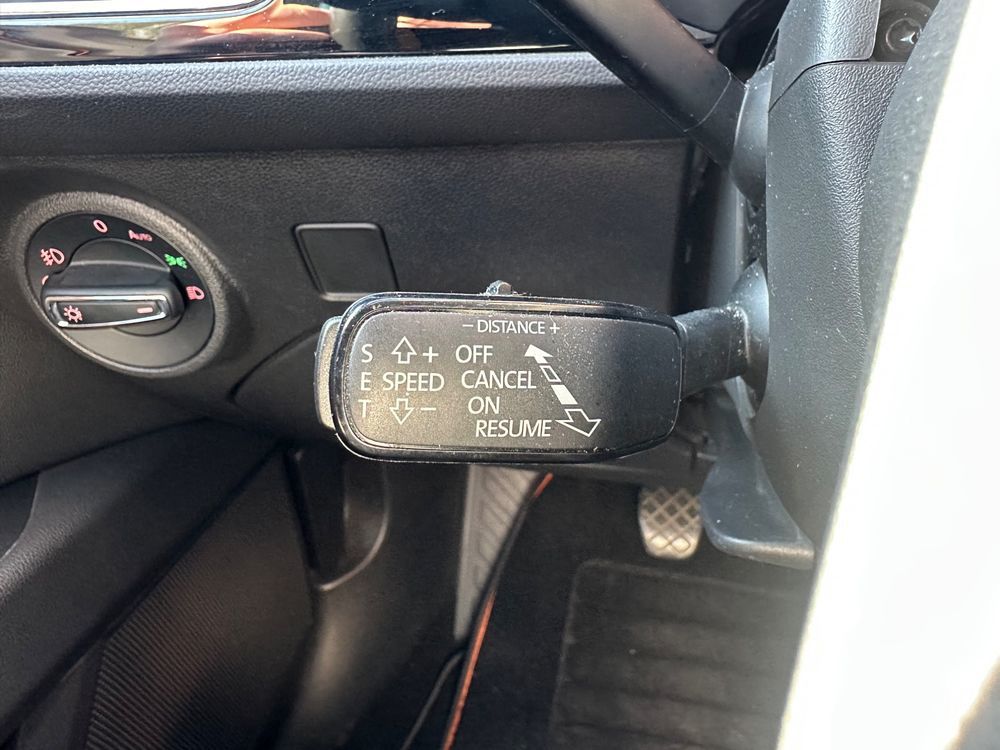 0
AUTO
– DISTANCE +
S + OFF
E SPEED CANCEL
T – ON
RESUME